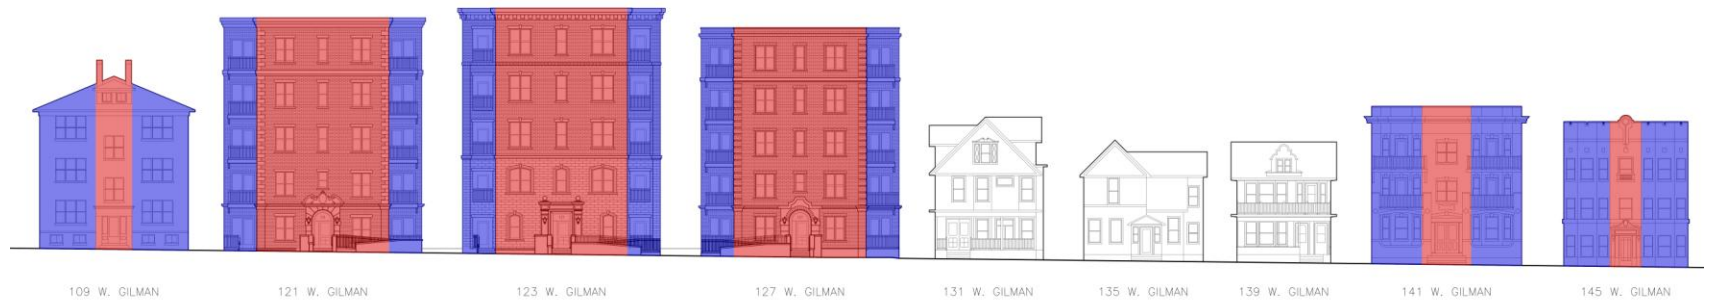 109 W. GILMAN
121 W. GILMAN
123 W. GILMAN
127 W. GILMAN
131 W. GILMAN
135 W. GILMAN
139 W. GILMAN
141 W. GILMAN
145 W. GILMAN